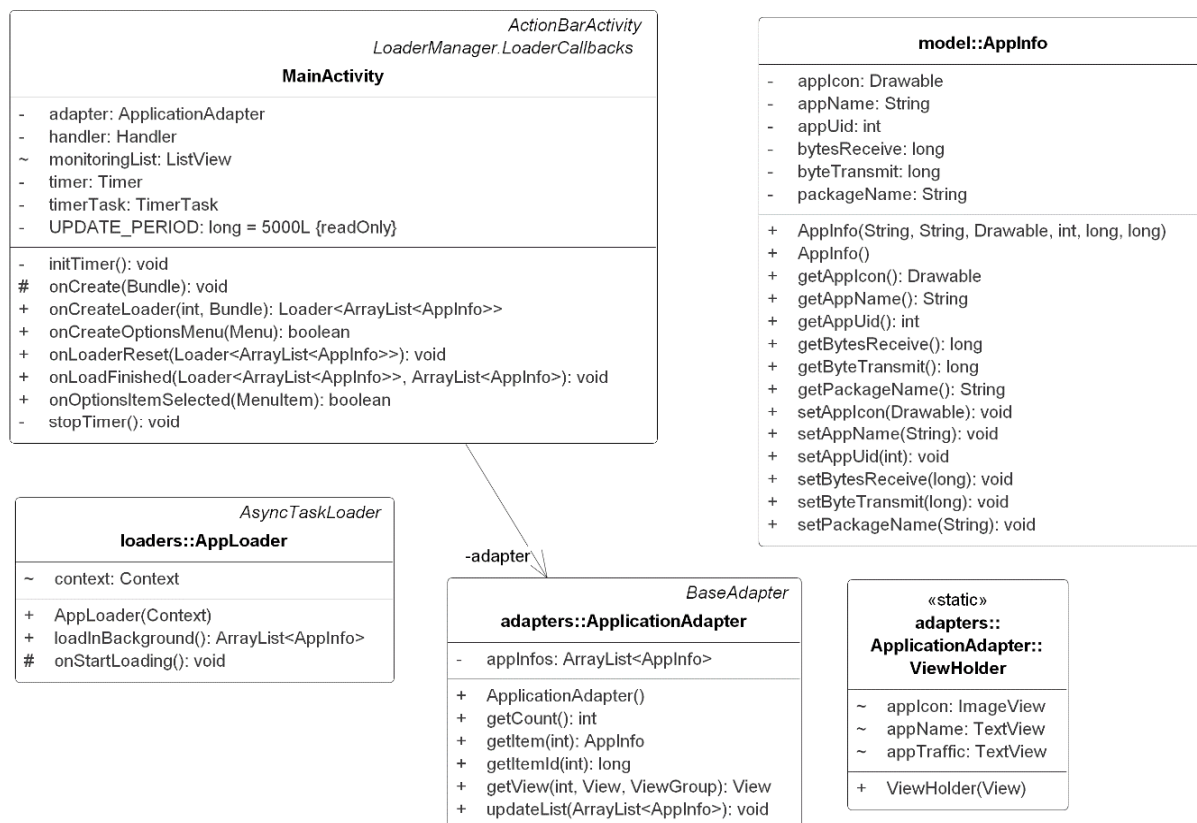 ActionBarActivity
LoaderManager.LoaderCallbacks
MainActivity
- adapter: ApplicationAdapter
- handler: Handler
~ monitoringList: ListView
- timer: Timer
- timerTask: TimerTask
- UPDATE_PERIOD: long = 5000L {readOnly}
- initTimer(): void
# onCreate(Bundle): void
+ onCreateLoader(int, Bundle): Loader<ArrayList<AppInfo>>
+ onCreateOptionsMenu(Menu): boolean
+ onLoaderReset(Loader<ArrayList<AppInfo>>): void
+ onLoadFinished(Loader<ArrayList<AppInfo>>, ArrayList<AppInfo>): void
+ onOptionsItemSelected(MenuItem): boolean
- stopTimer(): void
model::AppInfo
- appIcon: Drawable
- appName: String
- appUid: int
- bytesReceive: long
- byteTransmit: long
- packageName: String
+ AppInfo(String, String, Drawable, int, long, long)
+ AppInfo()
+ getAppIcon(): Drawable
+ getAppName(): String
+ getAppUid(): int
+ getBytesReceive(): long
+ getByteTransmit(): long
+ getPackageName(): String
+ setAppIcon(Drawable): void
+ setAppName(String): void
+ setAppUid(int): void
+ setBytesReceive(long): void
+ setByteTransmit(long): void
+ setPackageName(String): void
AsyncTaskLoader
loaders::AppLoader
~ context: Context
+ AppLoader(Context)
+ loadInBackground(): ArrayList<AppInfo>
# onStartLoading(): void
-adapter
BaseAdapter
adapters::ApplicationAdapter
- appInfos: ArrayList<AppInfo>
+ ApplicationAdapter()
+ getCount(): int
+ getItem(int): AppInfo
+ getItemId(int): long
+ getView(int, View, ViewGroup): View
+ updateList(ArrayList<AppInfo>): void
«static»
adapters::
ApplicationAdapter::
ViewHolder
~ appIcon: ImageView
~ appName: TextView
~ appTraffic: TextView
+ ViewHolder(View)